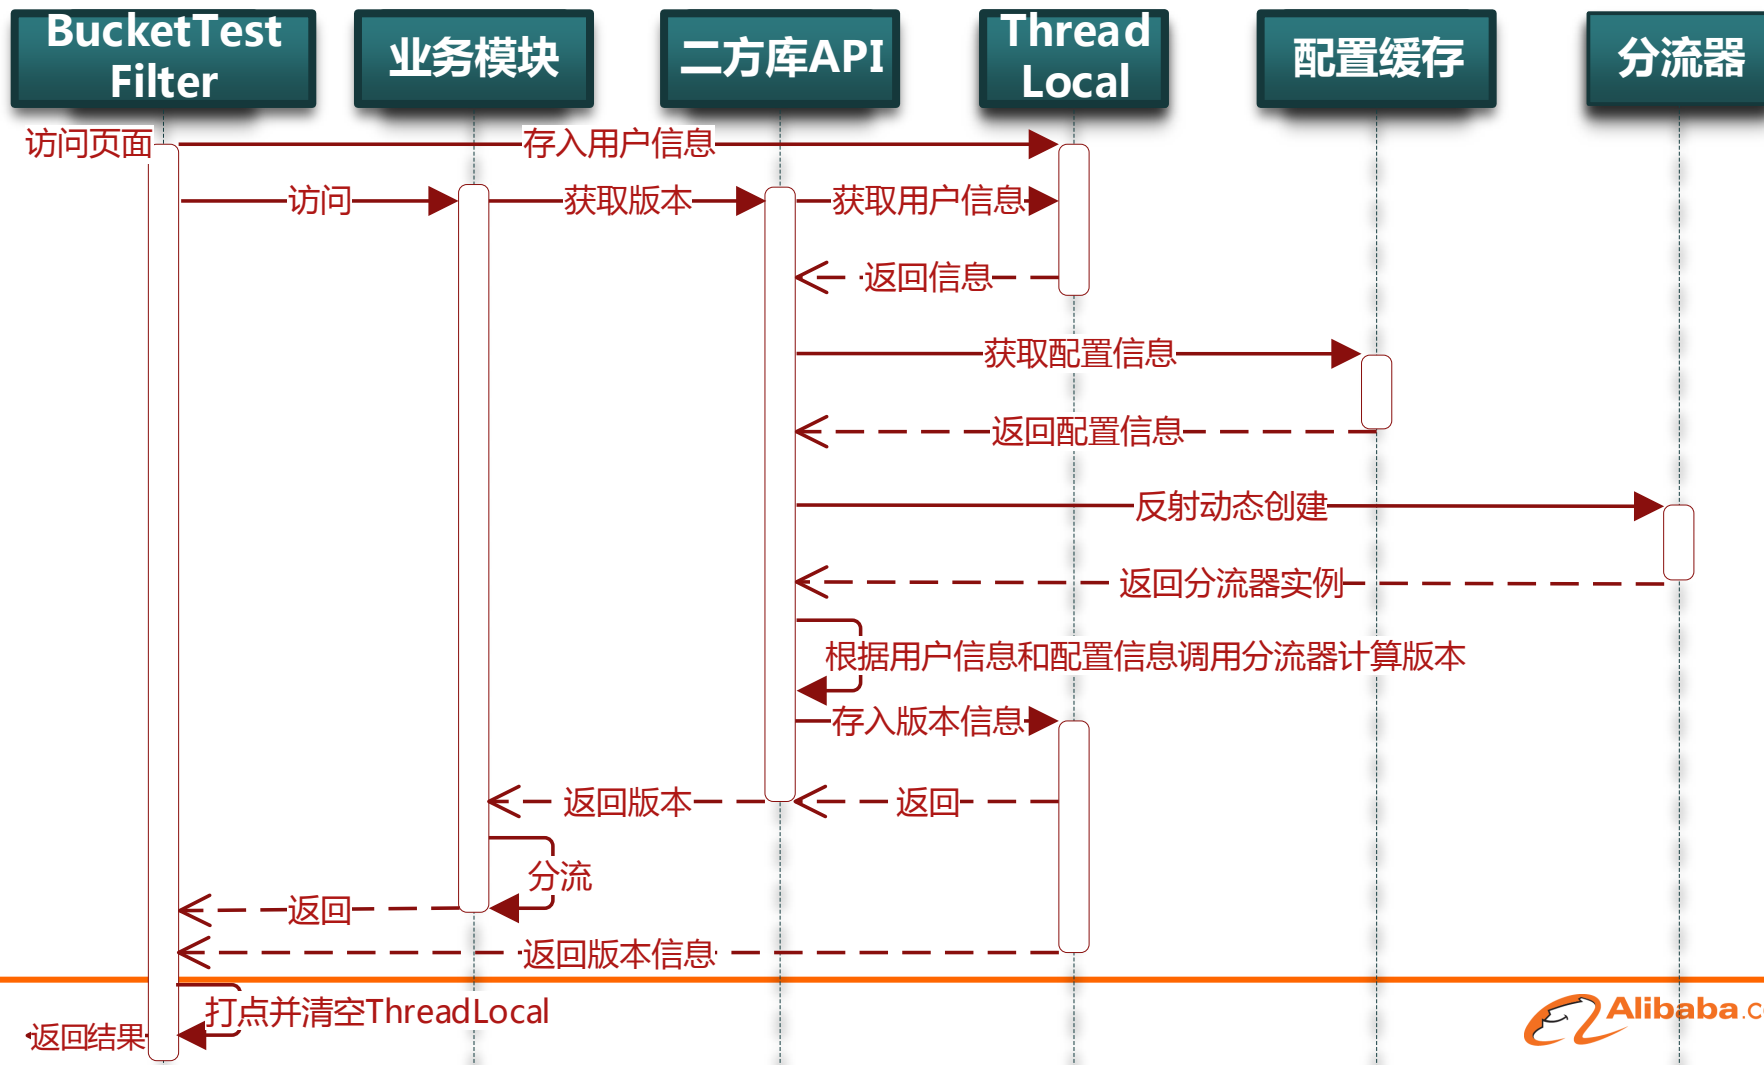 BucketTest
Filter
业务模块
二方库API
Thread
Local
配置缓存
分流器
访问页面
存入用户信息
访问
获取版本
获取用户信息
返回信息
获取配置信息
返回配置信息
反射动态创建
返回分流器实例
根据用户信息和配置信息调用分流器计算版本
存入版本信息
返回版本
返回
分流
返回
返回版本信息
打点并清空ThreadLocal
返回结果
Alibaba.c